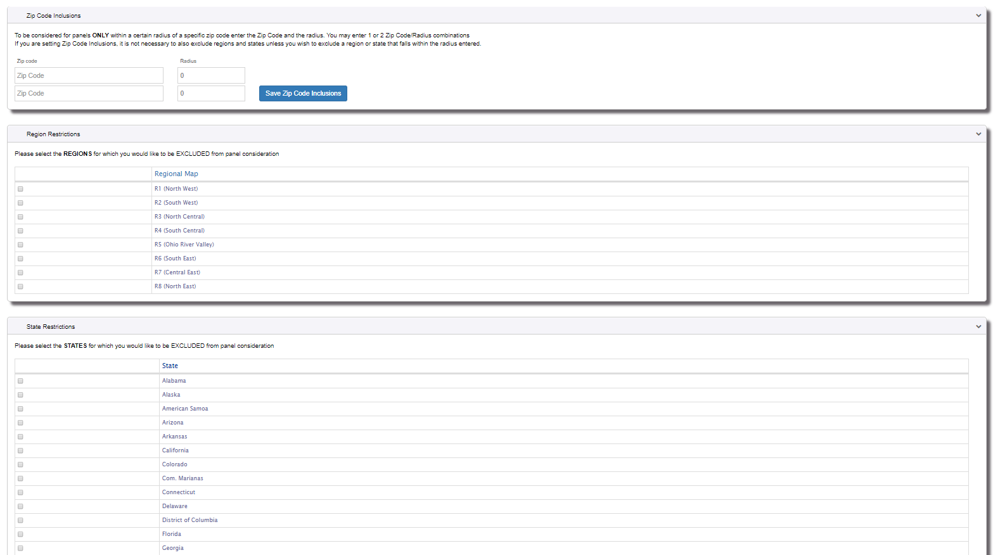 Zip Code Inclusions
To be considered for panels ONLY within a certain radius of a specific zip code enter the Zip Code and the radius. You may enter 1 or 2 Zip Code/Radius combinations
If you are setting Zip Code Inclusions, it is not necessary to also exclude regions and states unless you wish to exclude a region or state that falls within the radius entered.
Zip code Radius
Zip Code 0
Zip Code 0 Save Zip Code Inclusions
Region Restrictions
Please select the REGIONS for which you would like to be EXCLUDED from panel consideration
Regional Map
R1 (North West)
R2 (South West)
R3 (North Central)
R4 (South Central)
R5 (Ohio River Valley)
R6 (South East)
R7 (Central East)
R8 (North East)
State Restrictions
Please select the STATES for which you would like to be EXCLUDED from panel consideration
State
Alabama
Alaska
American Samoa
Arizona
Arkansas
California
Colorado
Com. Marianas
Connecticut
Delaware
District of Columbia
Florida
Georgia